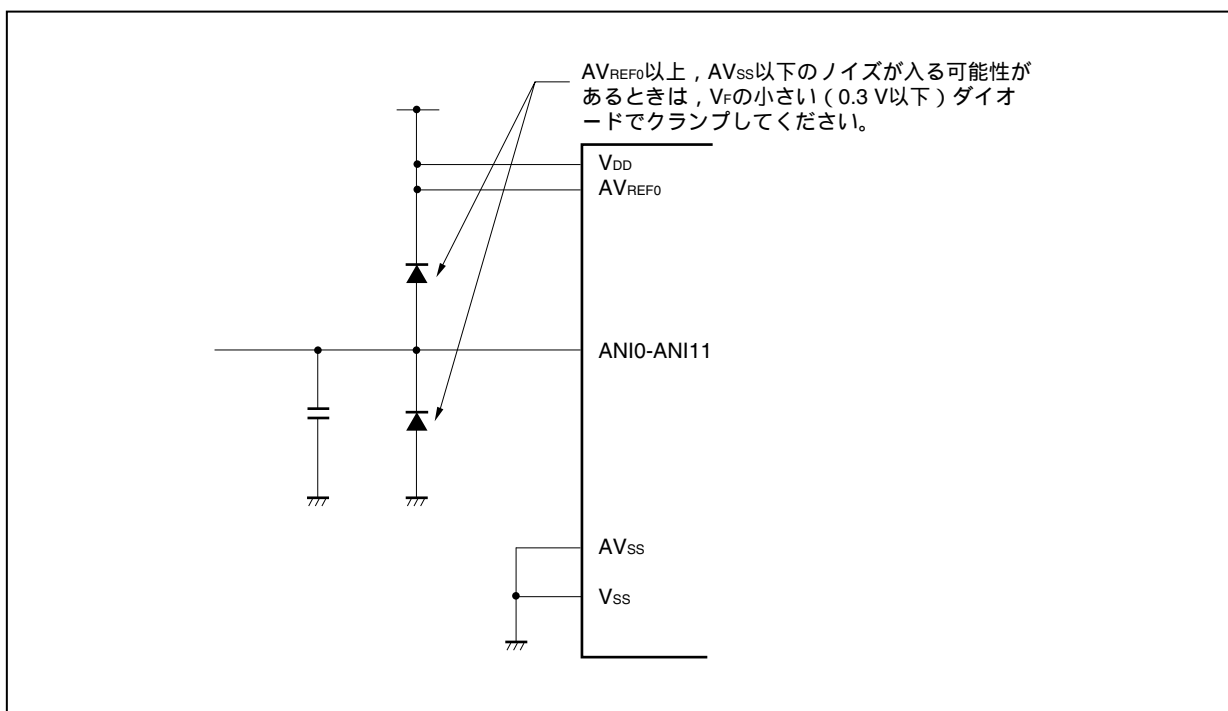 AVREF0以上，AVSS以下のノイズが入る可能性が
あるときは，VFの小さい（0.3 V以下）ダイオ
ードでクランプしてください。
VDD
AVREF0
ANI0-ANI11
AVSS
VSS